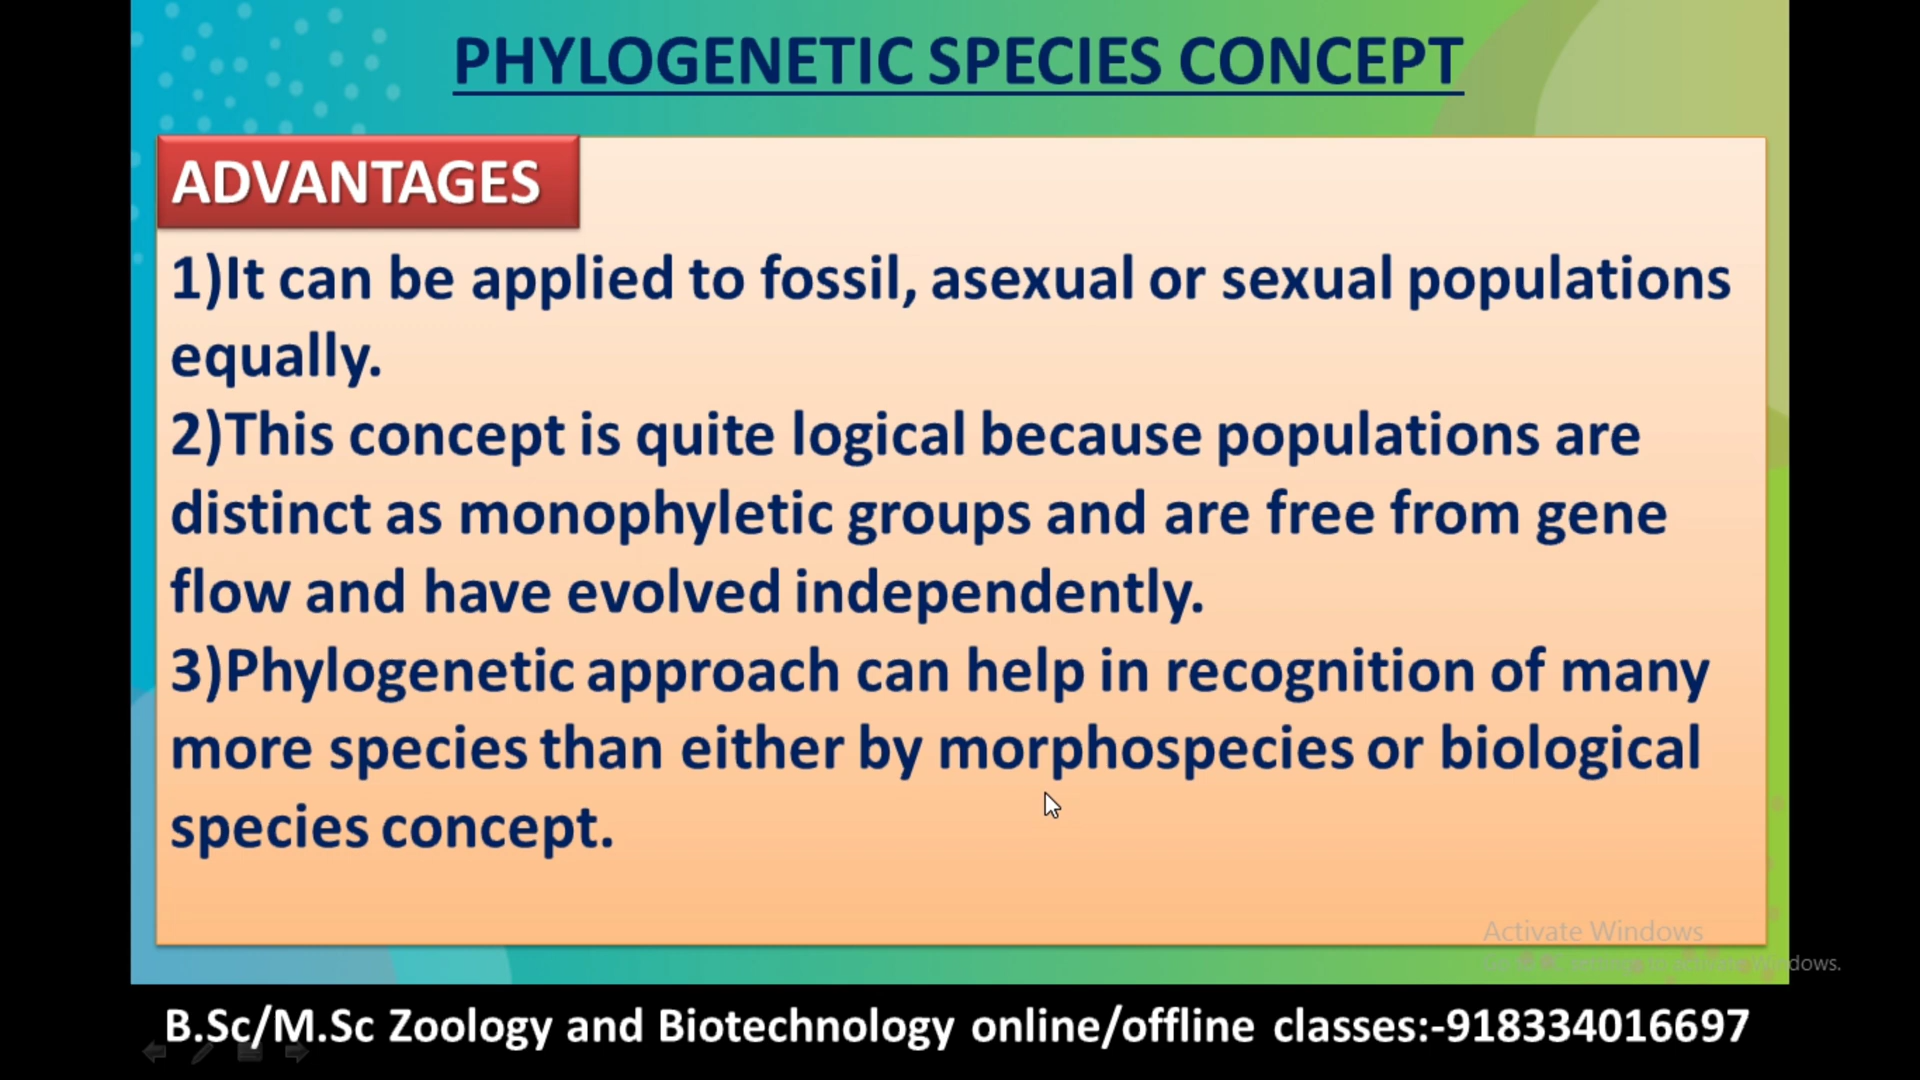 PHYLOGENETIC SPECIES CONCEPT
ADVANTAGES
1)It can be applied to fossil, asexual or sexual populations
equally.
2)This concept is quite logical because populations are
distinct as monophyletic groups and are free from gene
flow and have evolved independently.
3)Phylogenetic approach can help in recognition of many
more species than either by morphospecies or biological
species concept.
Activate Windows
B.Sc/M.Sc Zoology and Biotechnology online/offline classes:-918334016697